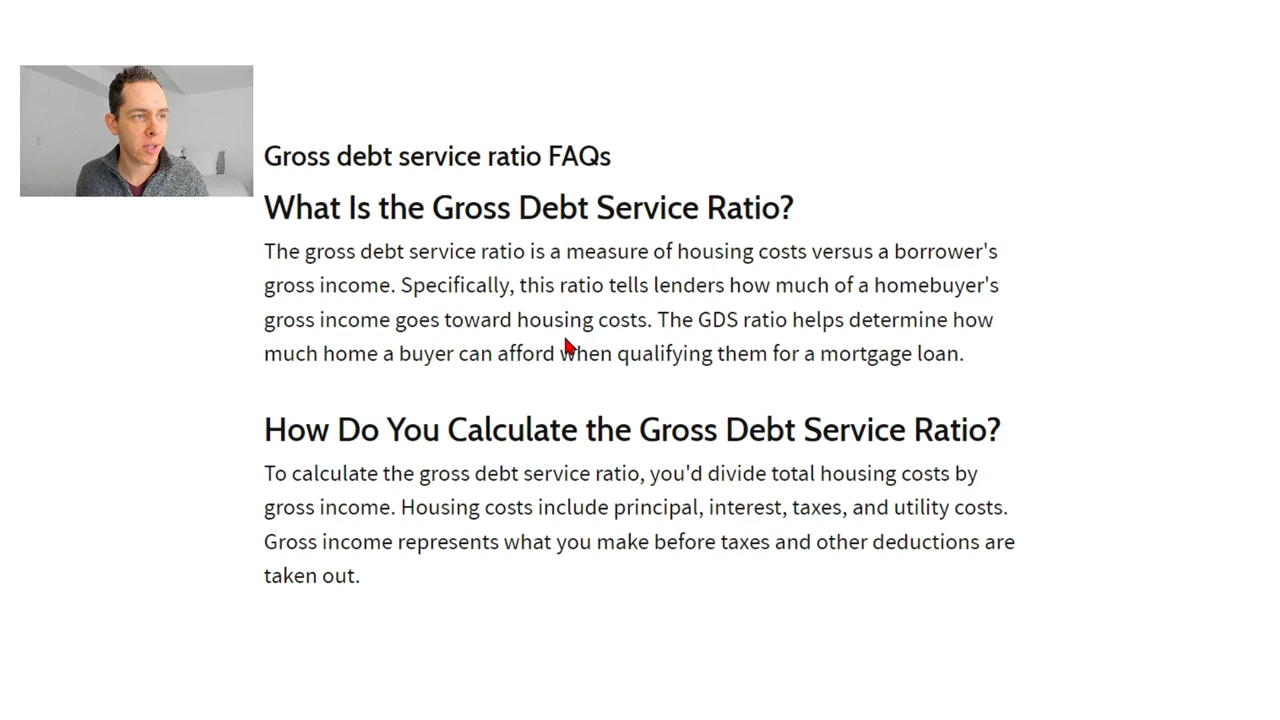 Gross debt service ratio FAQs
What Is the Gross Debt Service Ratio?
The gross debt service ratio is a measure of housing costs versus a borrower's
gross income. Specifically, this ratio tells lenders how much of a homebuyer's
gross income goes toward housing costs. The GDS ratio helps determine how
much home a buyer can afford when qualifying them for a mortgage loan.
How Do You Calculate the Gross Debt Service Ratio?
To calculate the gross debt service ratio, you'd divide total housing costs by
gross income. Housing costs include principal, interest, taxes, and utility costs.
Gross income represents what you make before taxes and other deductions are
taken out.